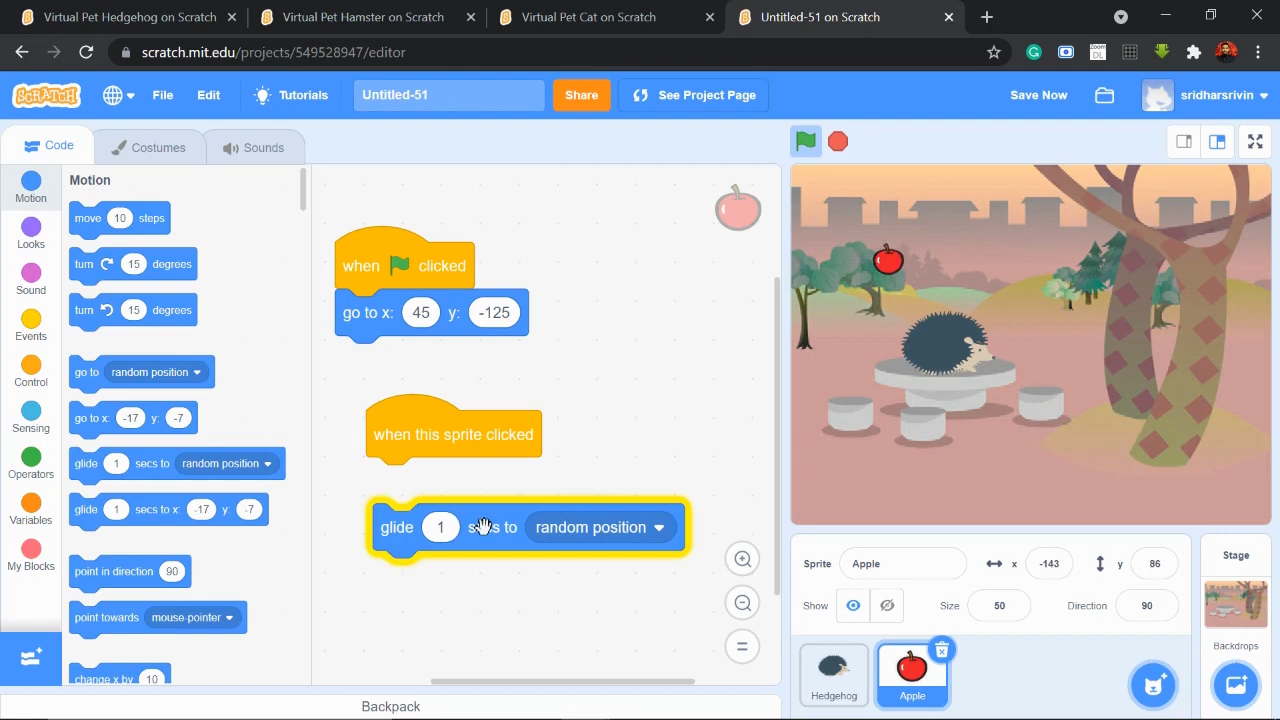 Virtual Pet Hedgehog on Scratch
Virtual Pet Hamster on Scratch
Virtual Pet Cat on Scratch
Untitled-51 on Scratch
scratch.mit.edu/projects/549528947/editor
Zoom
DL
SCRATCH
File
Edit
Tutorials
Untitled-51
Share
See Project Page
Save Now
sridharsrivin
Code
Costumes
Sounds
Motion
Looks
Sound
Events
Control
Sensing
Operators
Variables
My Blocks
Motion
move 10 steps
turn 15 degrees
turn 15 degrees
go to random position
go to x: -17 y: -7
glide 1 secs to random position
glide 1 secs to x: -17 y: -7
point in direction 90
point towards mouse-pointer
change x by 10
when clicked
go to x: 45 y: -125
when this sprite clicked
glide 1 secs to random position
Sprite Apple x -143 y 86
Show Size 50 Direction 90
Hedgehog
Apple
Stage
Backdrops
Backpack